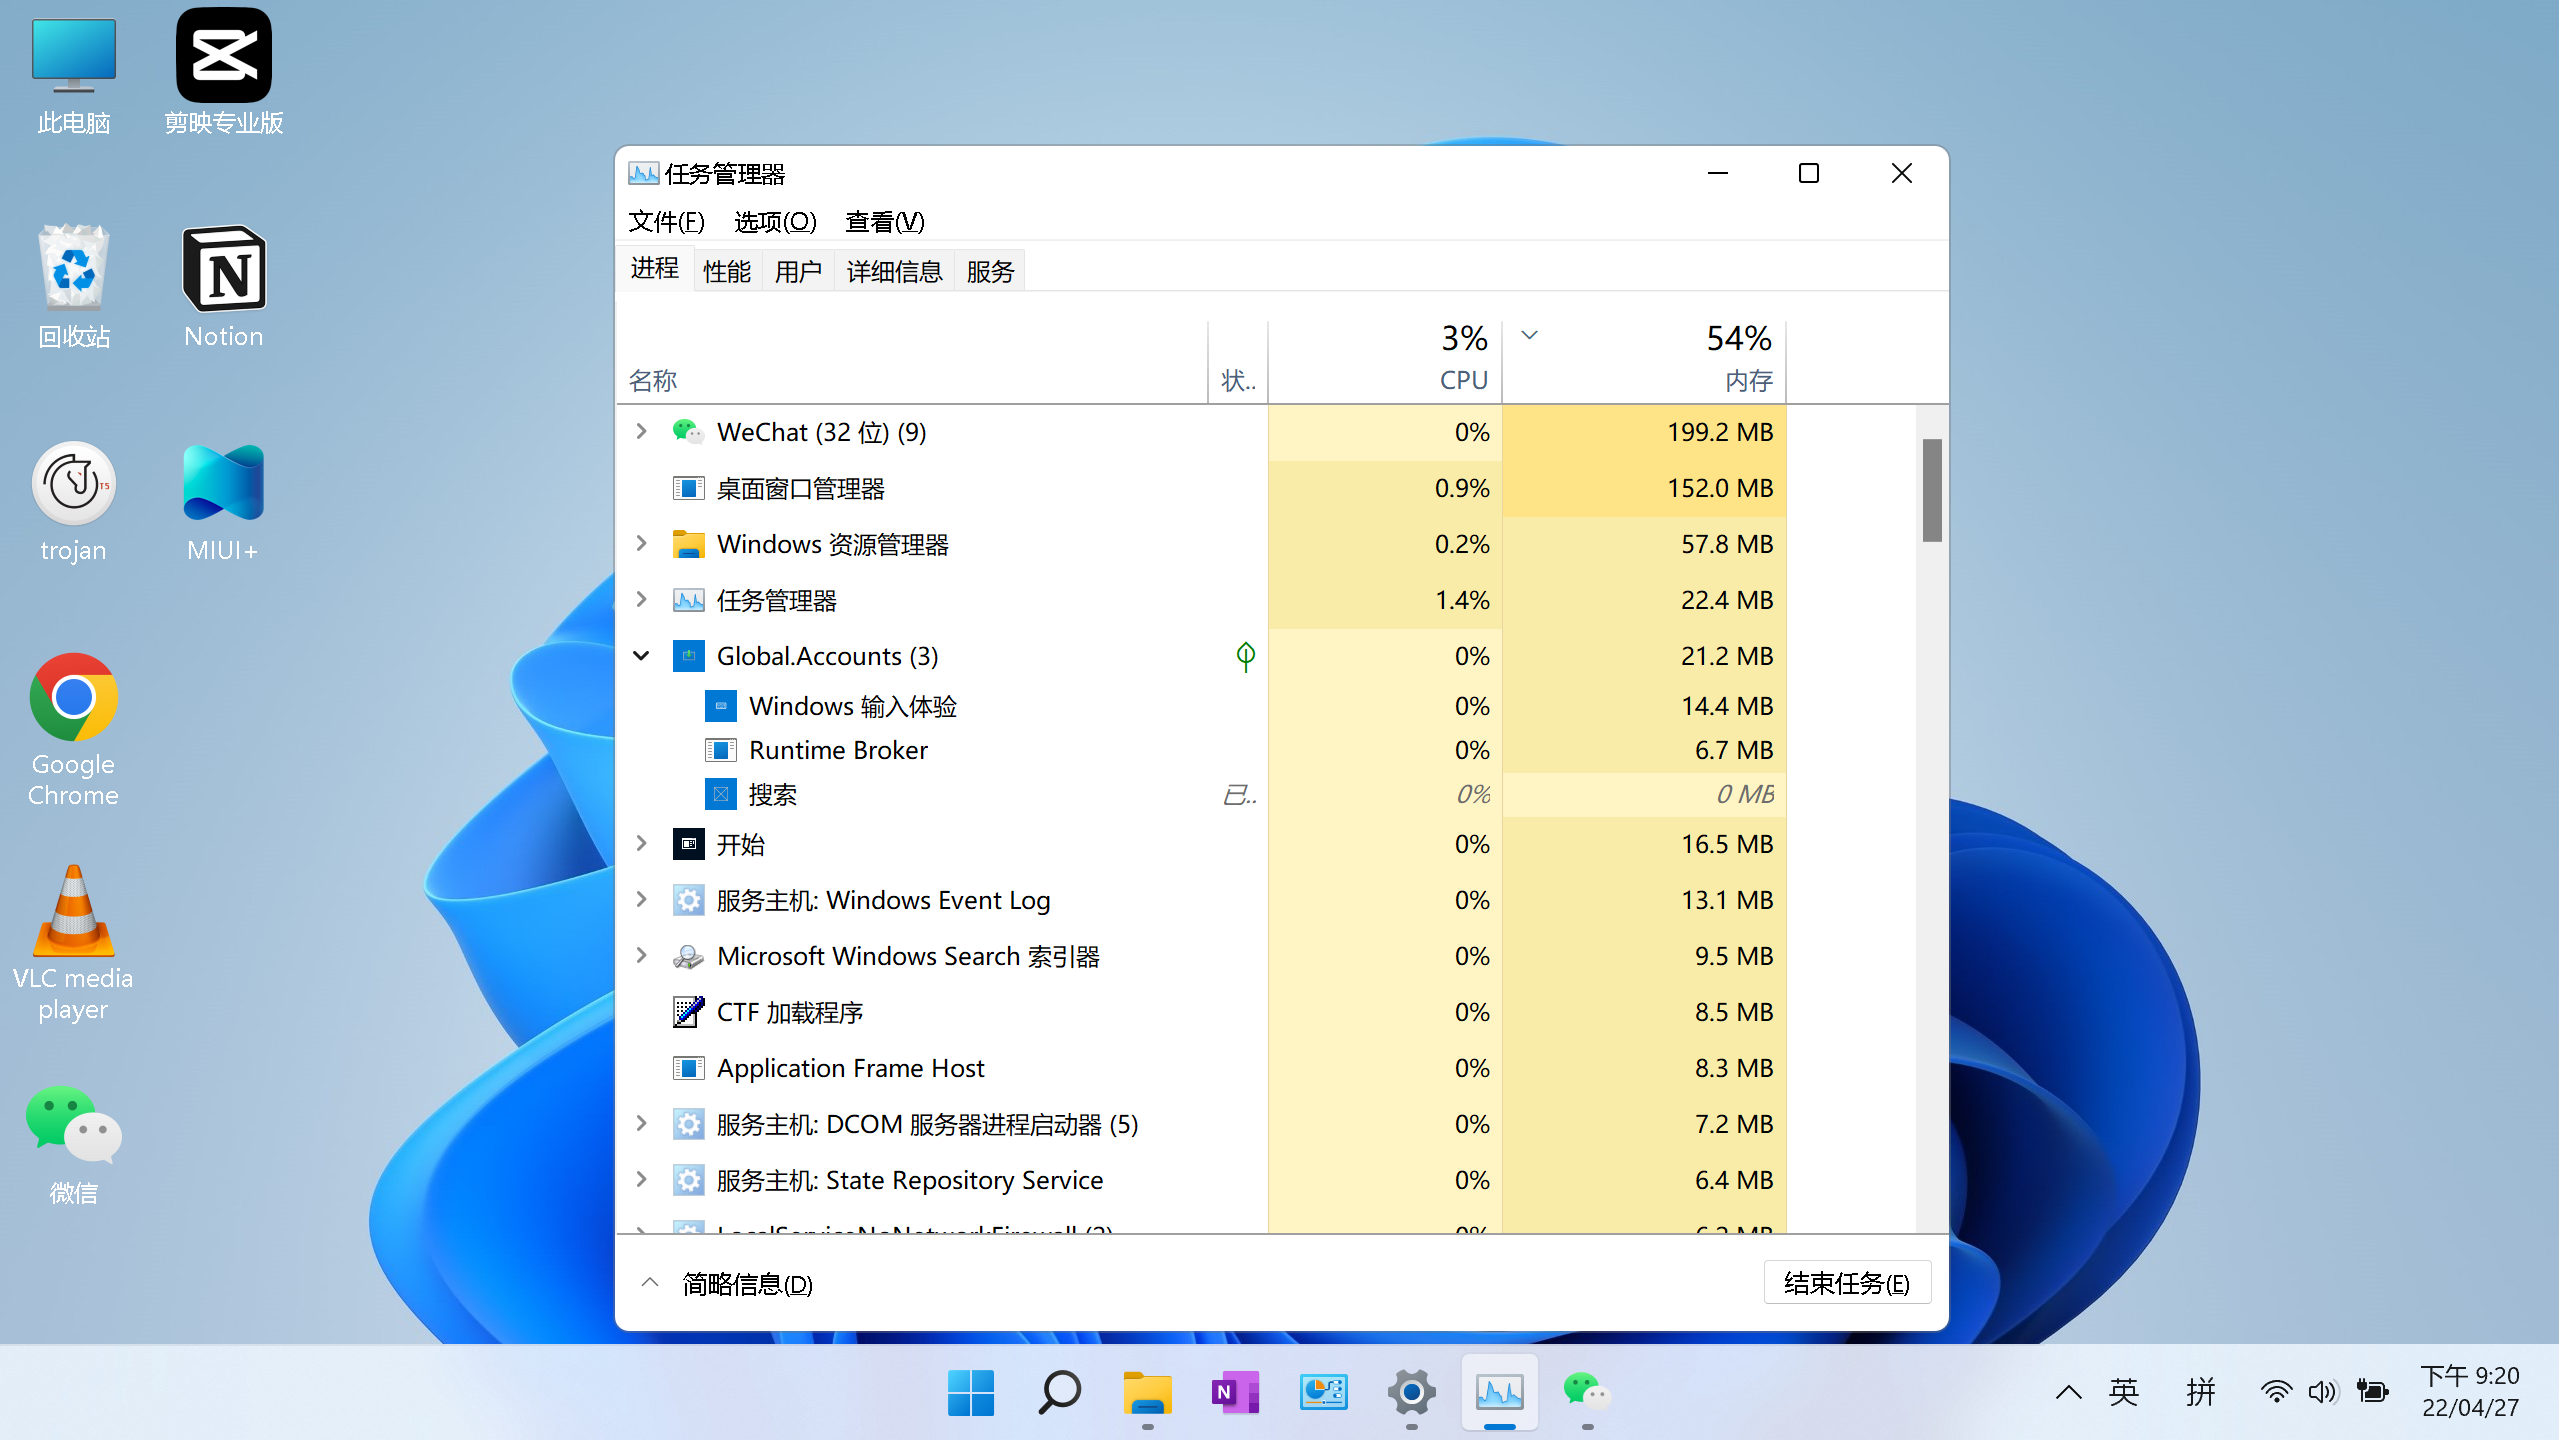 此电脑
剪映专业版
回收站
Notion
trojan
MIUI+
Google
Chrome
VLC media
player
微信
任务管理器
文件(F) 选项(O) 查看(V)
进程 性能 用户 详细信息 服务
3% 54%
名称 状.. CPU 内存
WeChat (32 位) (9) 0% 199.2 MB
桌面窗口管理器 0.9% 152.0 MB
Windows 资源管理器 0.2% 57.8 MB
任务管理器 1.4% 22.4 MB
Global.Accounts (3) 0% 21.2 MB
Windows 输入体验 0% 14.4 MB
Runtime Broker 0% 6.7 MB
搜索 已.. 0% 0 MB
开始 0% 16.5 MB
服务主机: Windows Event Log 0% 13.1 MB
Microsoft Windows Search 索引器 0% 9.5 MB
CTF 加载程序 0% 8.5 MB
Application Frame Host 0% 8.3 MB
服务主机: DCOM 服务器进程启动器 (5) 0% 7.2 MB
服务主机: State Repository Service 0% 6.4 MB
LocalServiceNoNetworkFirewall (2) 0%
简略信息(D) 结束任务(E)
英 拼 下午 9:20
22/04/27